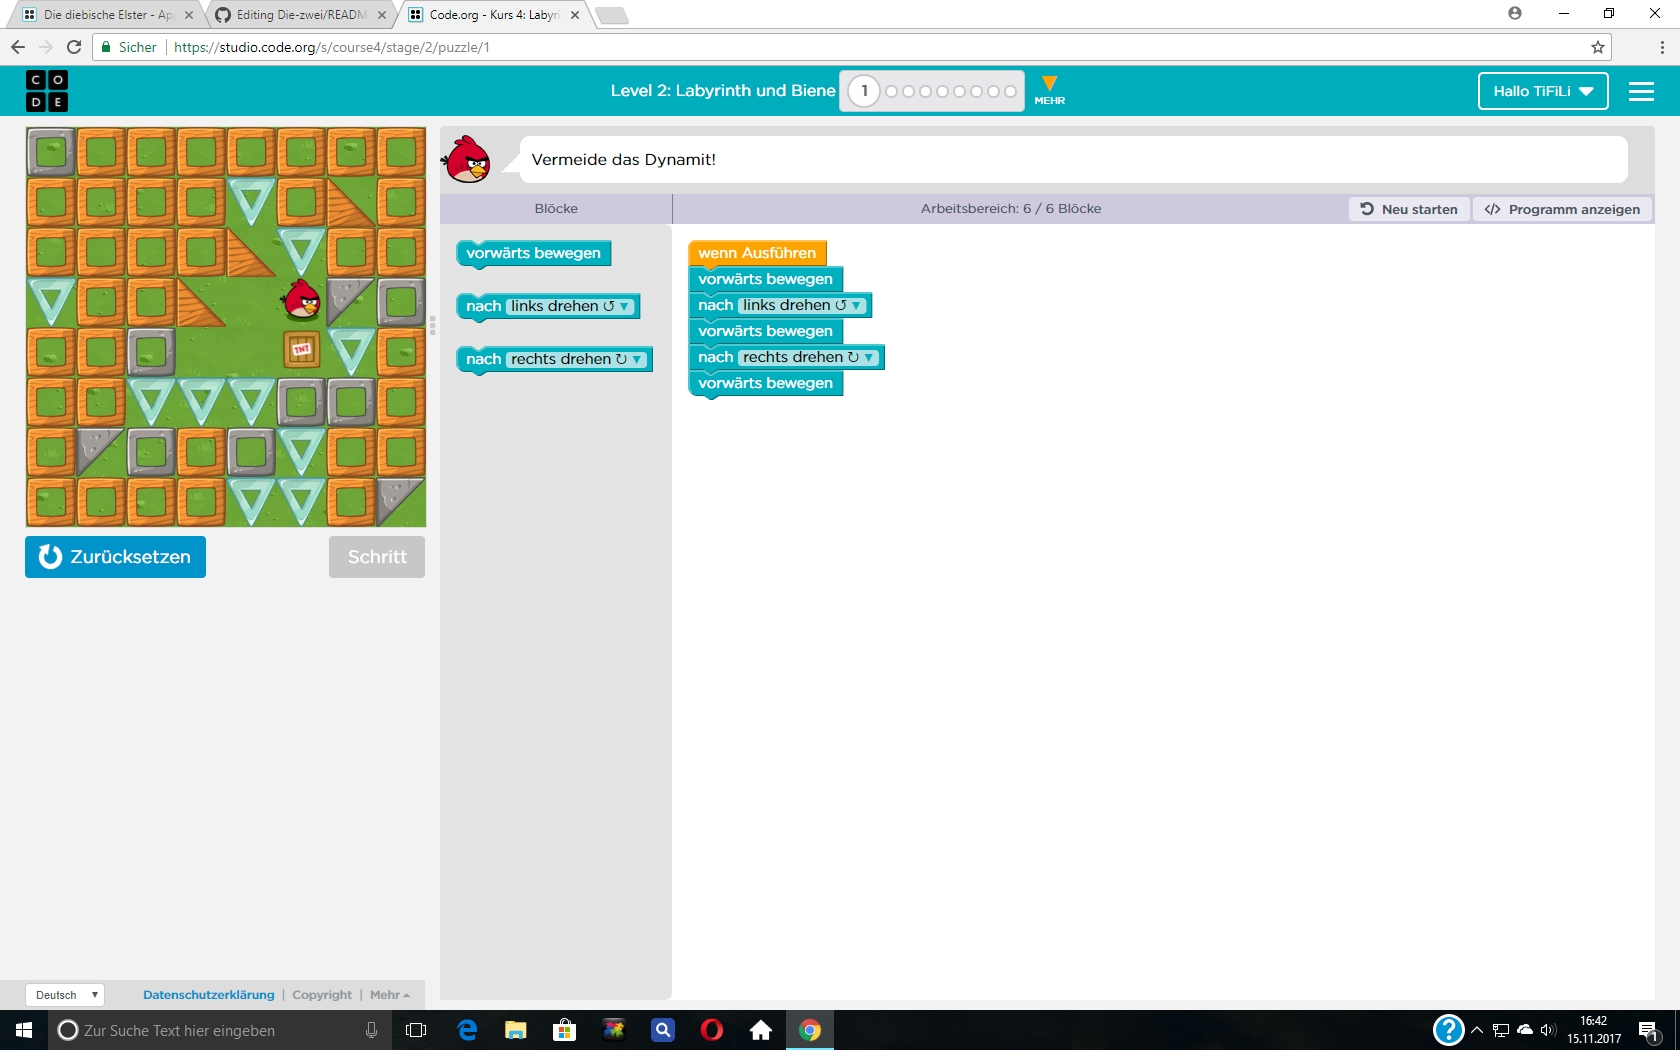 Die diebische Elster - Ap
Editing Die-zwei/READM
Code.org - Kurs 4: Labyri
Sicher
https://studio.code.org/s/course4/stage/2/puzzle/1
C O
D E
Level 2: Labyrinth und Biene
1
MEHR
Hallo TiFiLi
Vermeide das Dynamit!
Blöcke
Arbeitsbereich: 6 / 6 Blöcke
Neu starten
</> Programm anzeigen
vorwärts bewegen
nach links drehen ↺ ▼
nach rechts drehen ↻ ▼
wenn Ausführen
vorwärts bewegen
nach links drehen ↺ ▼
vorwärts bewegen
nach rechts drehen ↻ ▼
vorwärts bewegen
TNT
Zurücksetzen
Schritt
Deutsch
Datenschutzerklärung | Copyright | Mehr
Zur Suche Text hier eingeben
16:42
15.11.2017
1